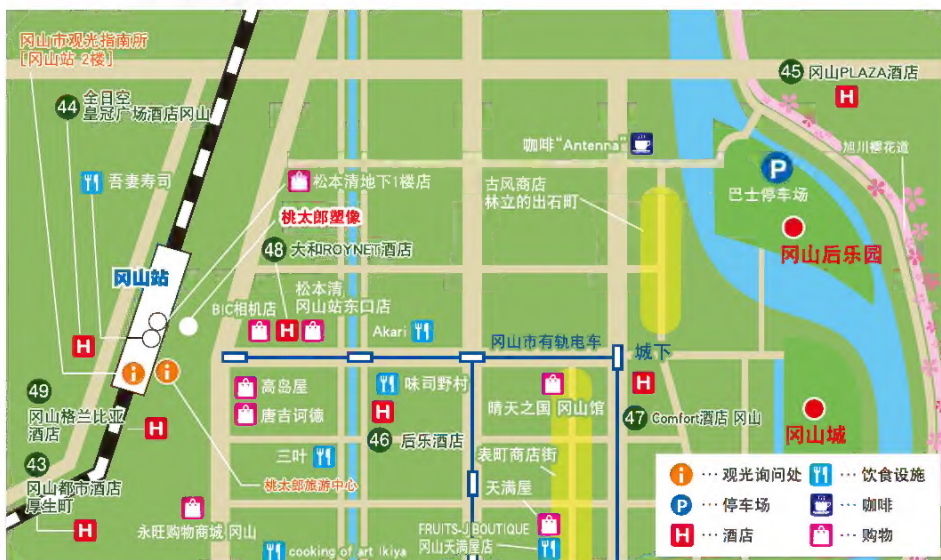 冈山市观光指南所
[冈山站 2楼]
44 全日空
皇冠广场酒店冈山
吾妻寿司
松本清地下1楼店
桃太郎塑像
48 大和ROYNET酒店
冈山站
BIC相机店
松本清
冈山站东口店
Akari
冈山市有轨电车
城下
咖啡“Antenna”
古风商店
林立的出石町
45 冈山PLAZA酒店
H
旭川樱花道
P
巴士停车场
冈山后乐园
冈山城
H
H
i
i
49
冈山格兰比亚
酒店
H
43
冈山都市酒店
厚生町
H
高岛屋
唐吉诃德
味司野村
H
46 后乐酒店
三叶
桃太郎旅游中心
永旺购物商城 冈山
cooking of art Ikiya
晴天之国 冈山馆
H
47 Comfort酒店 冈山
表町商店街
天满屋
FRUITS-J BOUTIQUE
冈山天满屋店
i … 观光询问处
饮食设施
P … 停车场
… 咖啡
H … 酒店
… 购物